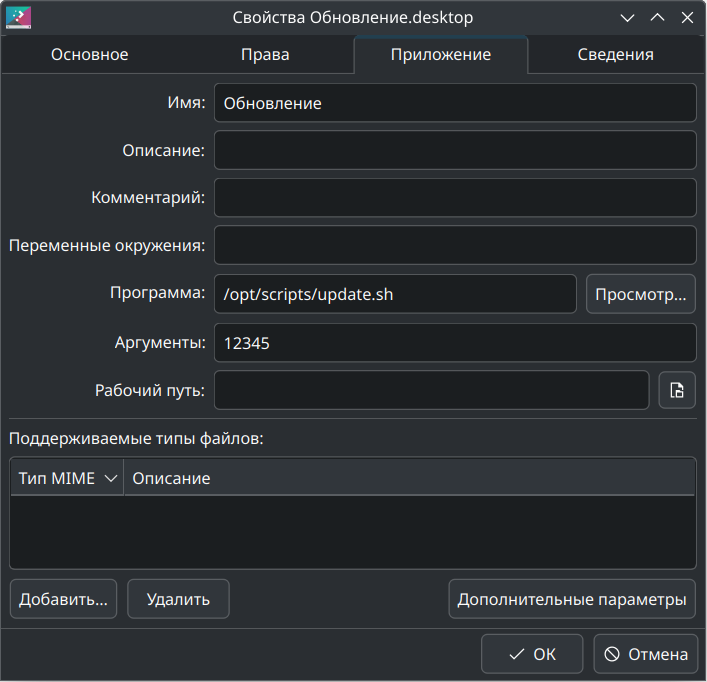 Свойства Обновление.desktop
Основное Права Приложение Сведения
Имя: Обновление
Описание:
Комментарий:
Переменные окружения:
Программа: /opt/scripts/update.sh Просмотр...
Аргументы: 12345
Рабочий путь:
Поддерживаемые типы файлов:
Тип MIME Описание
Добавить... Удалить Дополнительные параметры
ОК Отмена